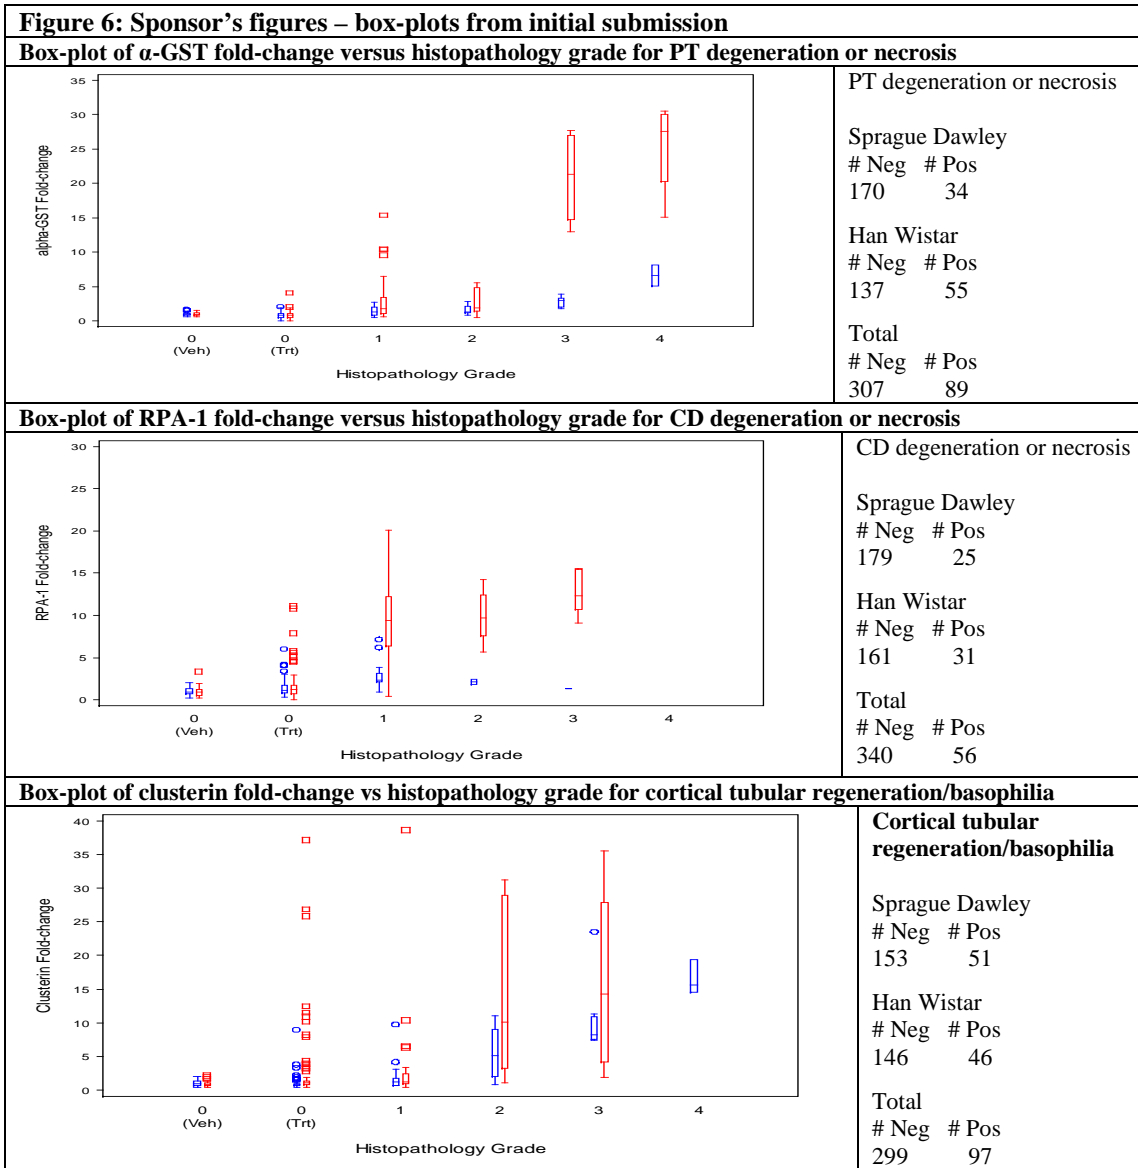 Figure 6: Sponsor's figures – box-plots from initial submission
Box-plot of α-GST fold-change versus histopathology grade for PT degeneration or necrosis
alpha-GST Fold-change
35
30
25
20
15
10
5
0
0 0 1 2 3 4
(Veh) (Trt)
Histopathology Grade
PT degeneration or necrosis
Sprague Dawley
# Neg # Pos
170 34
Han Wistar
# Neg # Pos
137 55
Total
# Neg # Pos
307 89
Box-plot of RPA-1 fold-change versus histopathology grade for CD degeneration or necrosis
RPA-1 Fold-change
30
25
20
15
10
5
0
0 0 1 2 3 4
(Veh) (Trt)
Histopathology Grade
CD degeneration or necrosis
Sprague Dawley
# Neg # Pos
179 25
Han Wistar
# Neg # Pos
161 31
Total
# Neg # Pos
340 56
Box-plot of clusterin fold-change vs histopathology grade for cortical tubular regeneration/basophilia
Clusterin Fold-change
40
35
30
25
20
15
10
5
0
0 0 1 2 3 4
(Veh) (Trt)
Histopathology Grade
Cortical tubular
regeneration/basophilia
Sprague Dawley
# Neg # Pos
153 51
Han Wistar
# Neg # Pos
146 46
Total
# Neg # Pos
299 97